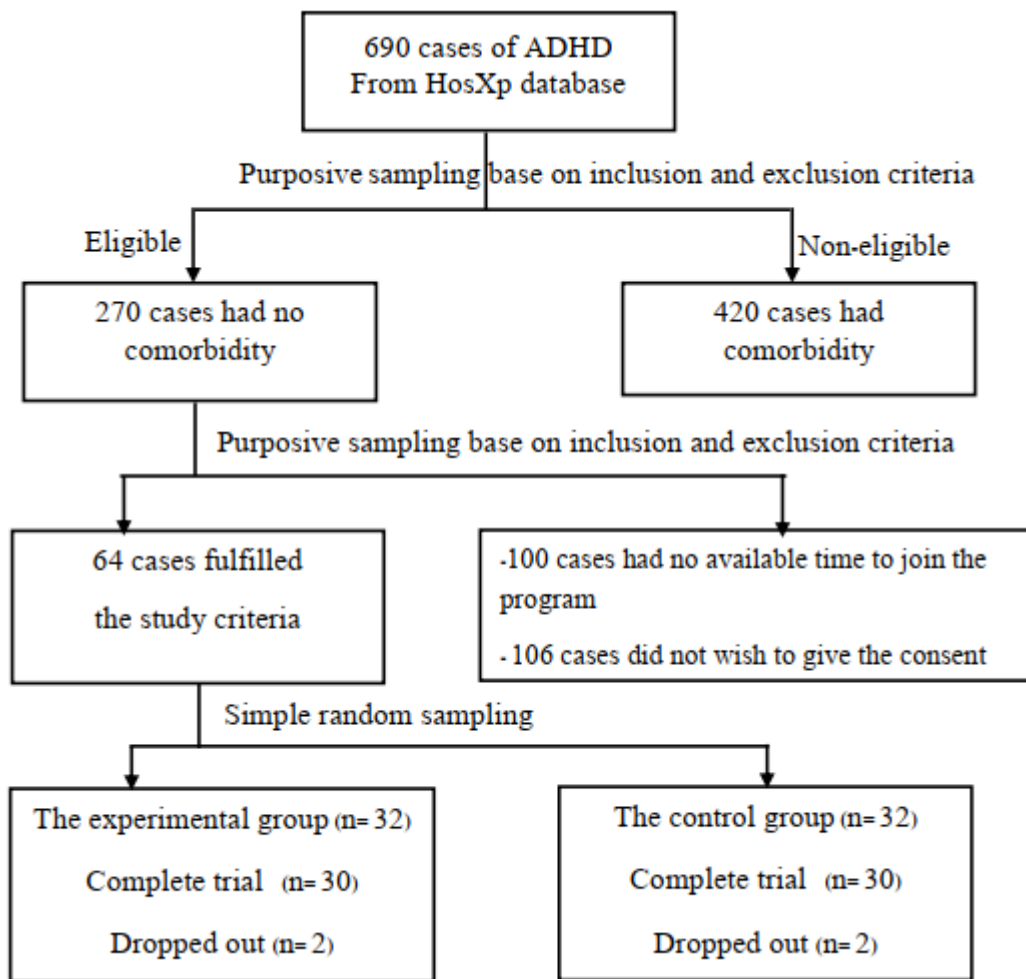 690 cases of ADHD
From HosXp database
Purposive sampling base on inclusion and exclusion criteria
Eligible
Non-eligible
270 cases had no
comorbidity
420 cases had
comorbidity
Purposive sampling base on inclusion and exclusion criteria
64 cases fulfilled
the study criteria
-100 cases had no available time to join the
program
- 106 cases did not wish to give the consent
Simple random sampling
The experimental group (n= 32)
Complete trial (n= 30)
Dropped out (n= 2)
The control group (n= 32)
Complete trial (n= 30)
Dropped out (n= 2)